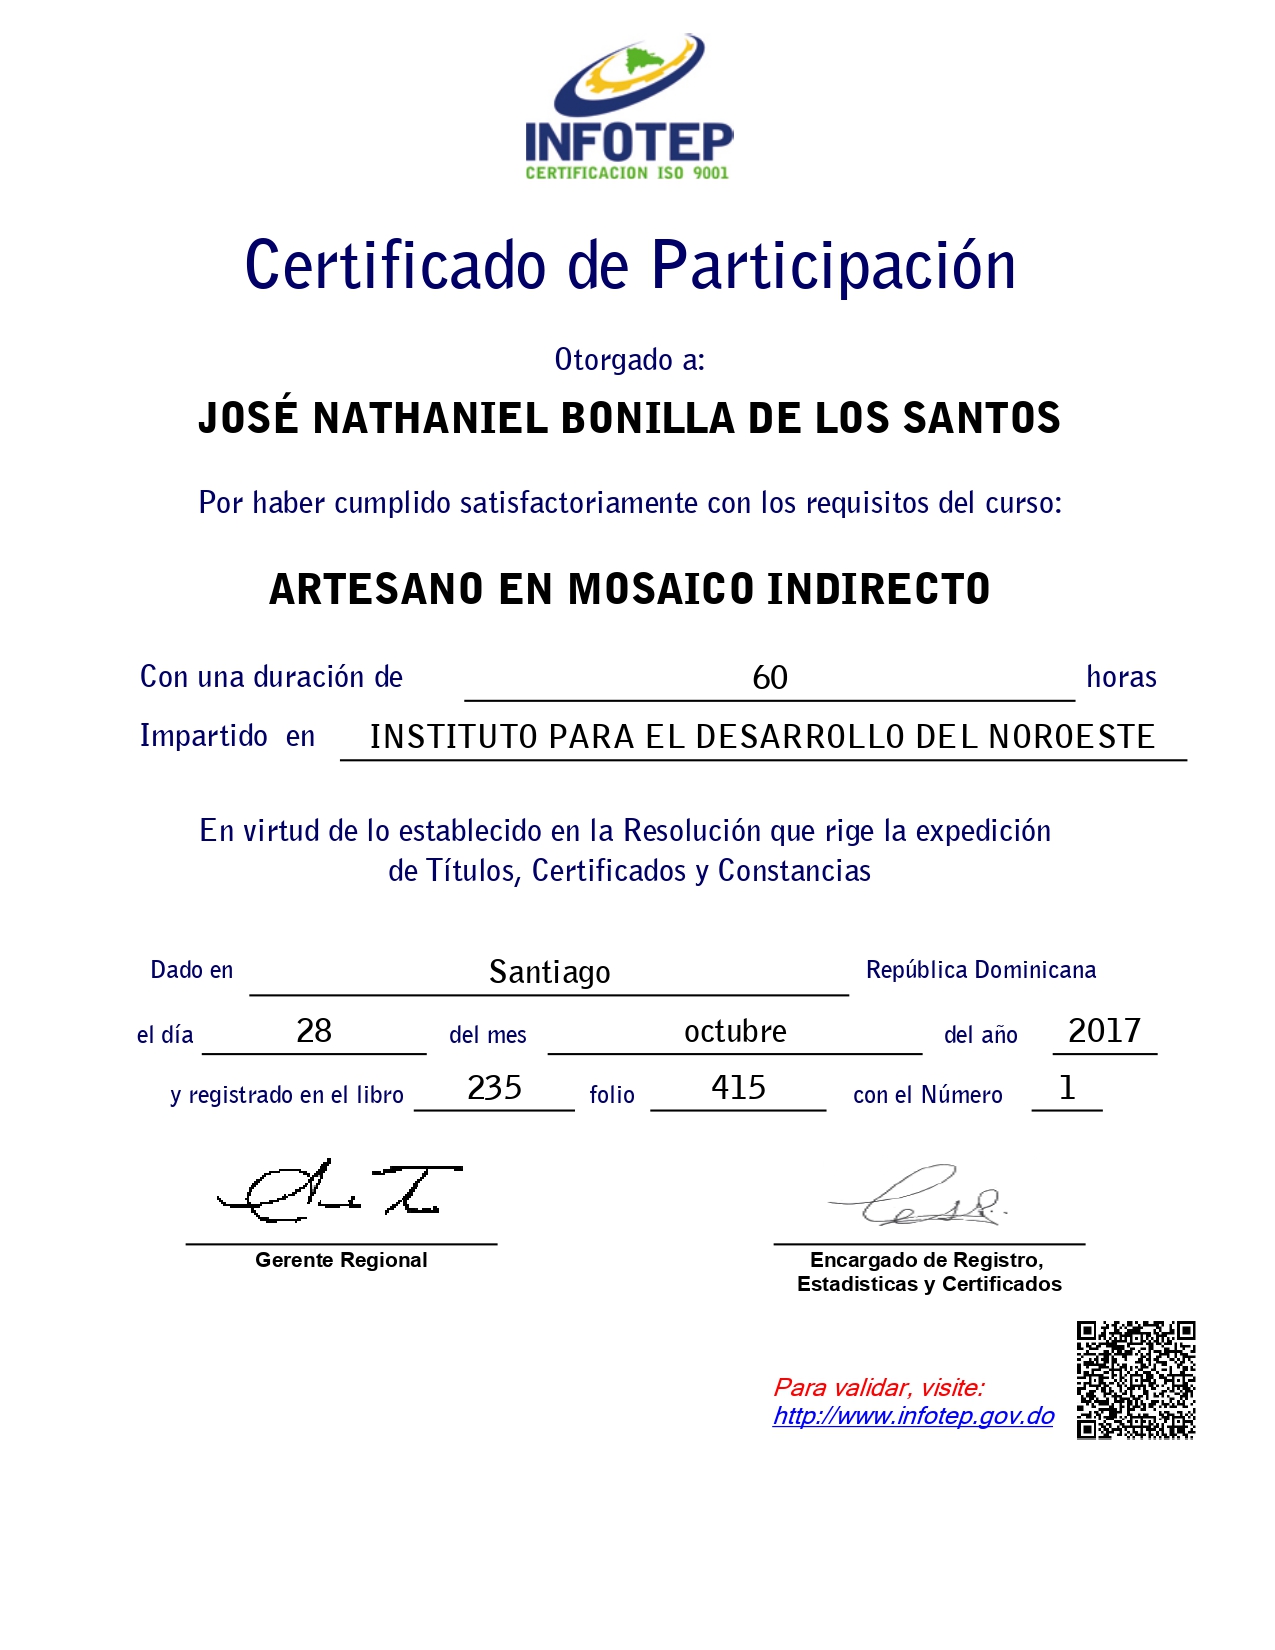 INFOTEP
CERTIFICACION ISO 9001
Certificado de Participación
Otorgado a:
JOSÉ NATHANIEL BONILLA DE LOS SANTOS
Por haber cumplido satisfactoriamente con los requisitos del curso:
ARTESANO EN MOSAICO INDIRECTO
Con una duración de 60 horas
Impartido en INSTITUTO PARA EL DESARROLLO DEL NOROESTE
En virtud de lo establecido en la Resolución que rige la expedición
de Títulos, Certificados y Constancias
Dado en Santiago República Dominicana
el día 28 del mes octubre del año 2017
y registrado en el libro 235 folio 415 con el Número 1
Gerente Regional
Encargado de Registro,
Estadisticas y Certificados
Para validar, visite:
http://www.infotep.gov.do